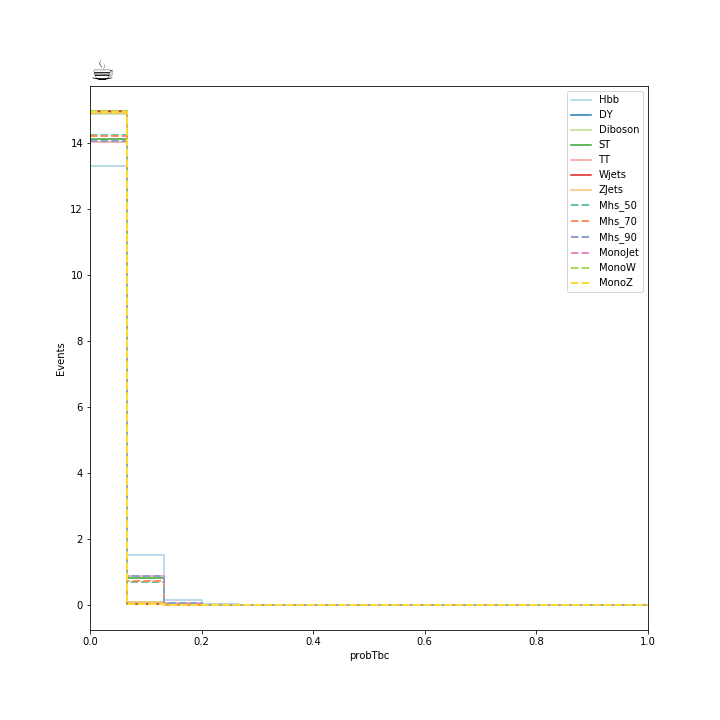 Hbb
DY
Diboson
ST
TT
Wjets
ZJets
Mhs_50
Mhs_70
Mhs_90
MonoJet
MonoW
MonoZ
14
12
10
8
6
4
2
0
Events
0.0 0.2 0.4 0.6 0.8 1.0
probTbc